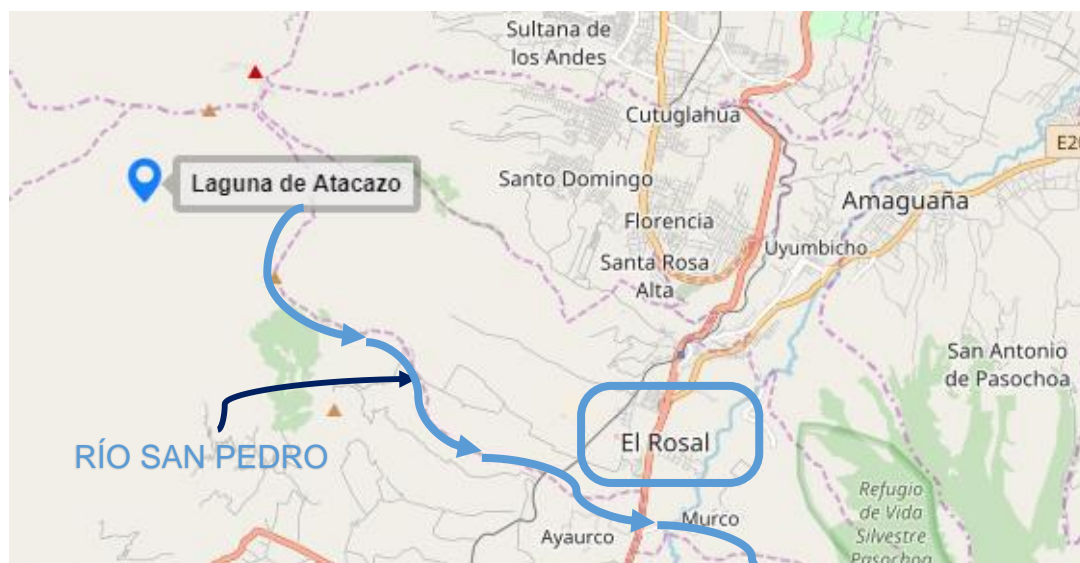 Sultana de
los Andes
Cutuglahua
E20
Laguna de Atacazo
Santo Domingo
Amaguaña
Florencia
Uyumbicho
Santa Rosa
Alta
San Antonio
de Pasochoa
El Rosal
RÍO SAN PEDRO
Refugio
de Vida
Silvestre
Pasochoa
Murco
Ayaurco